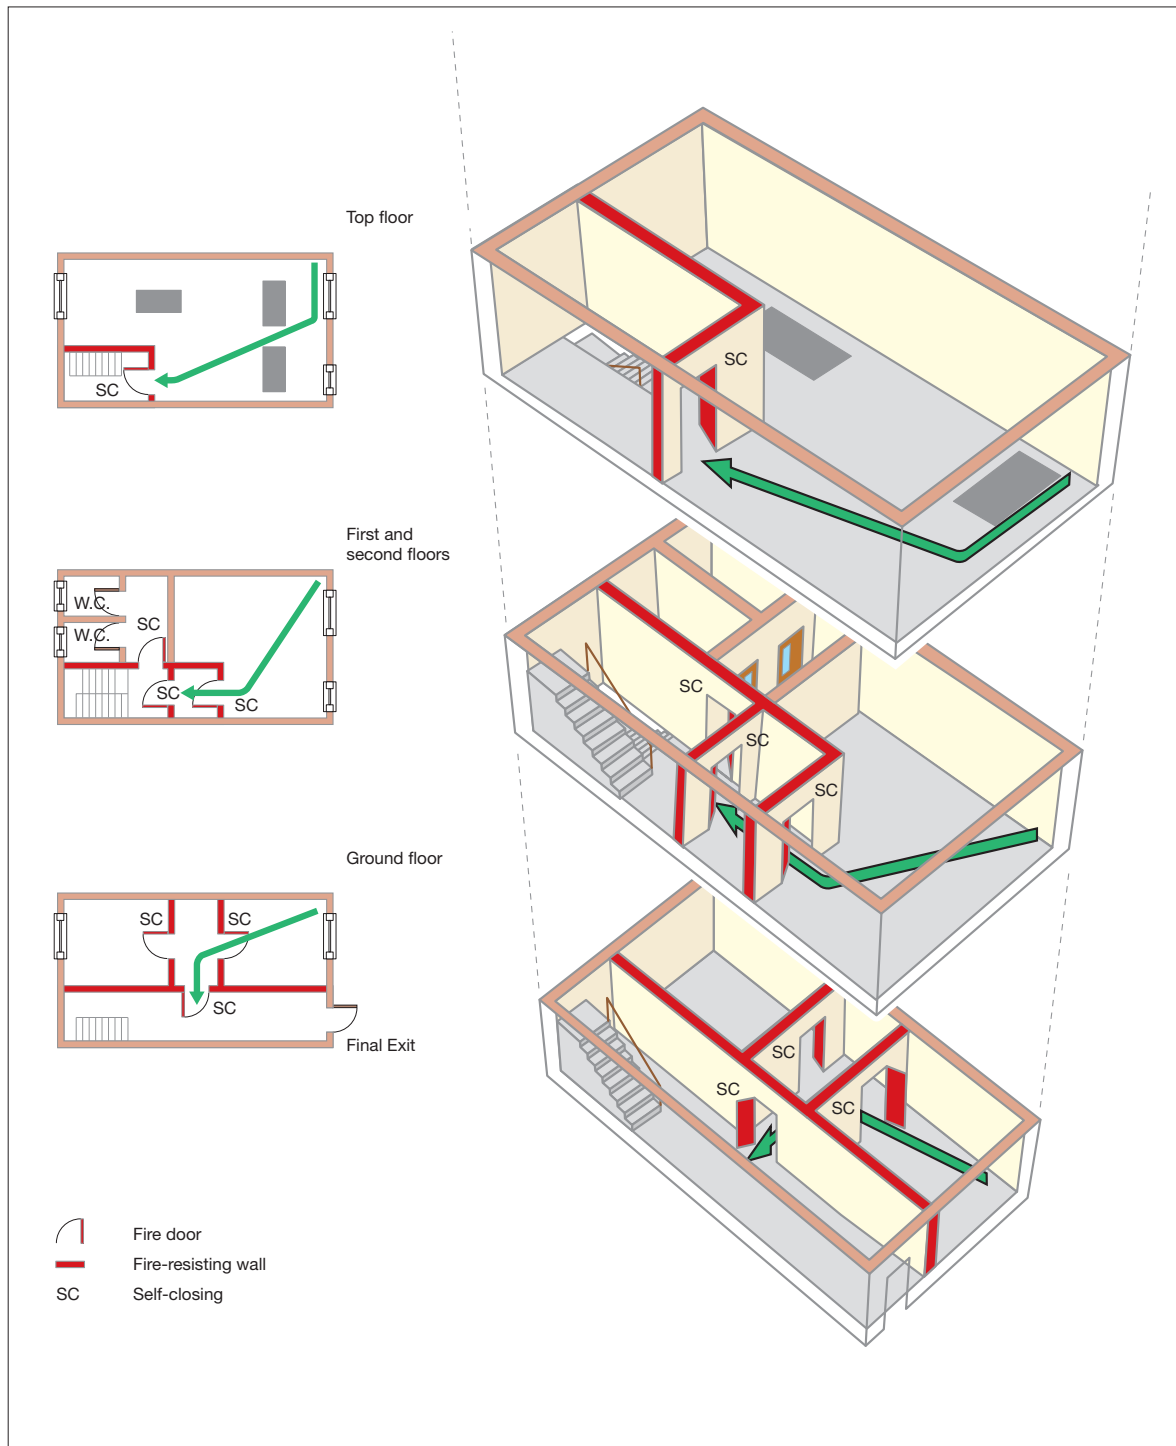 Top floor
SC
SC
First and
second floors
W.C.
SC
W.C.
SC
SC
SC
SC
SC
Ground floor
SC
SC
SC
Final Exit
SC
SC
SC
Fire door
Fire-resisting wall
SC Self-closing